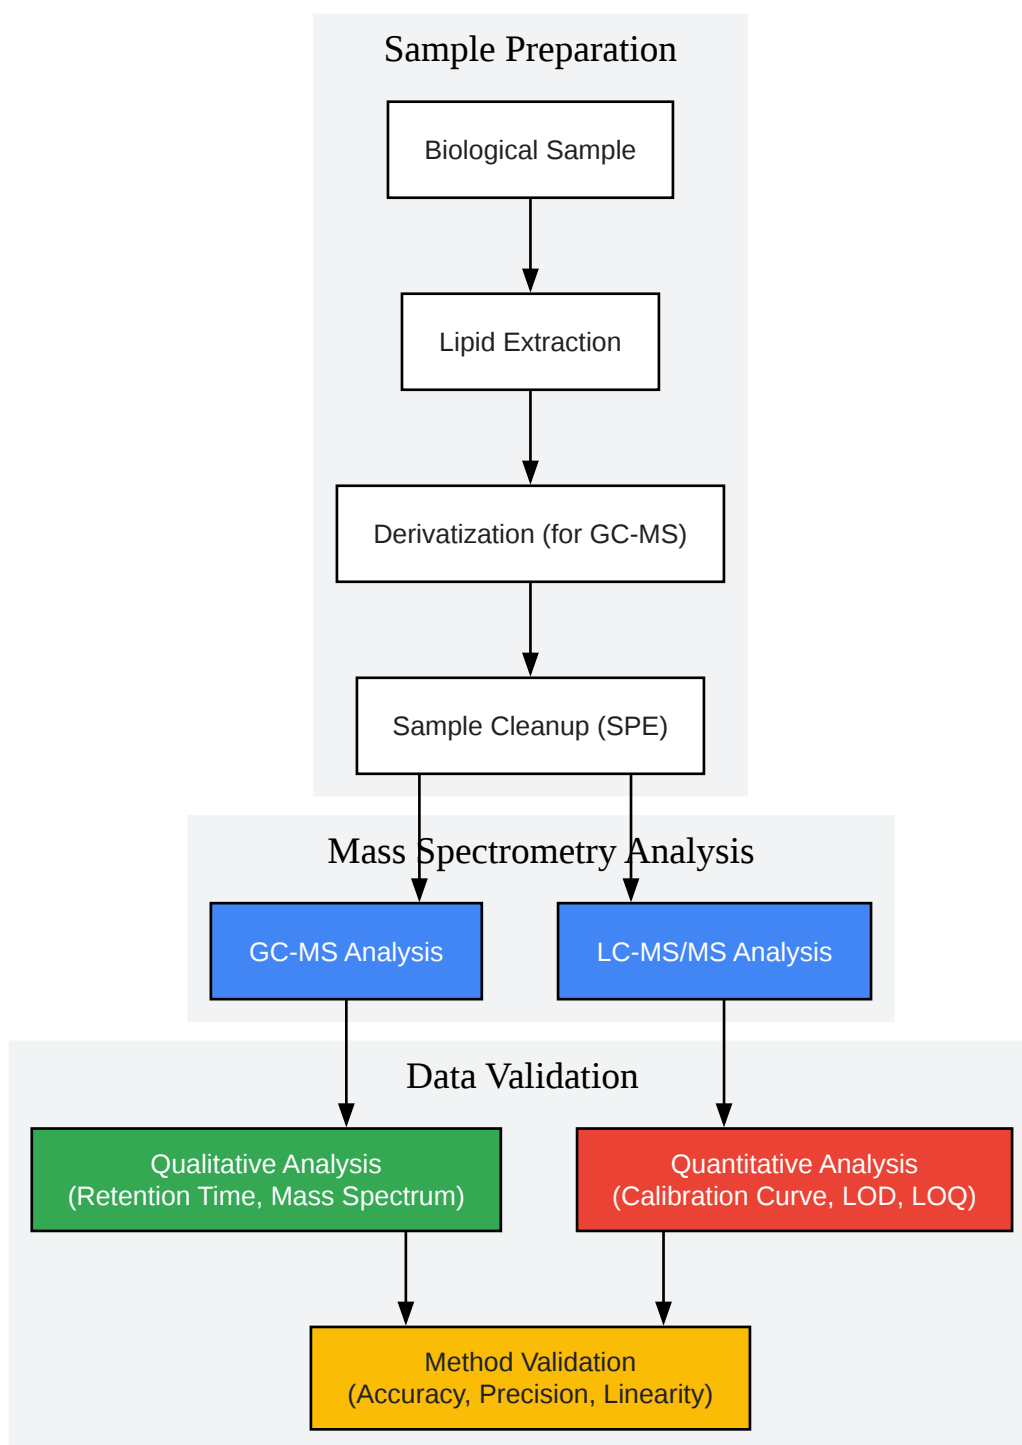 Sample Preparation
Biological Sample
Lipid Extraction
Derivatization (for GC-MS)
Sample Cleanup (SPE)
Mass Spectrometry Analysis
GC-MS Analysis
LC-MS/MS Analysis
Data Validation
Qualitative Analysis
(Retention Time, Mass Spectrum)
Quantitative Analysis
(Calibration Curve, LOD, LOQ)
Method Validation
(Accuracy, Precision, Linearity)